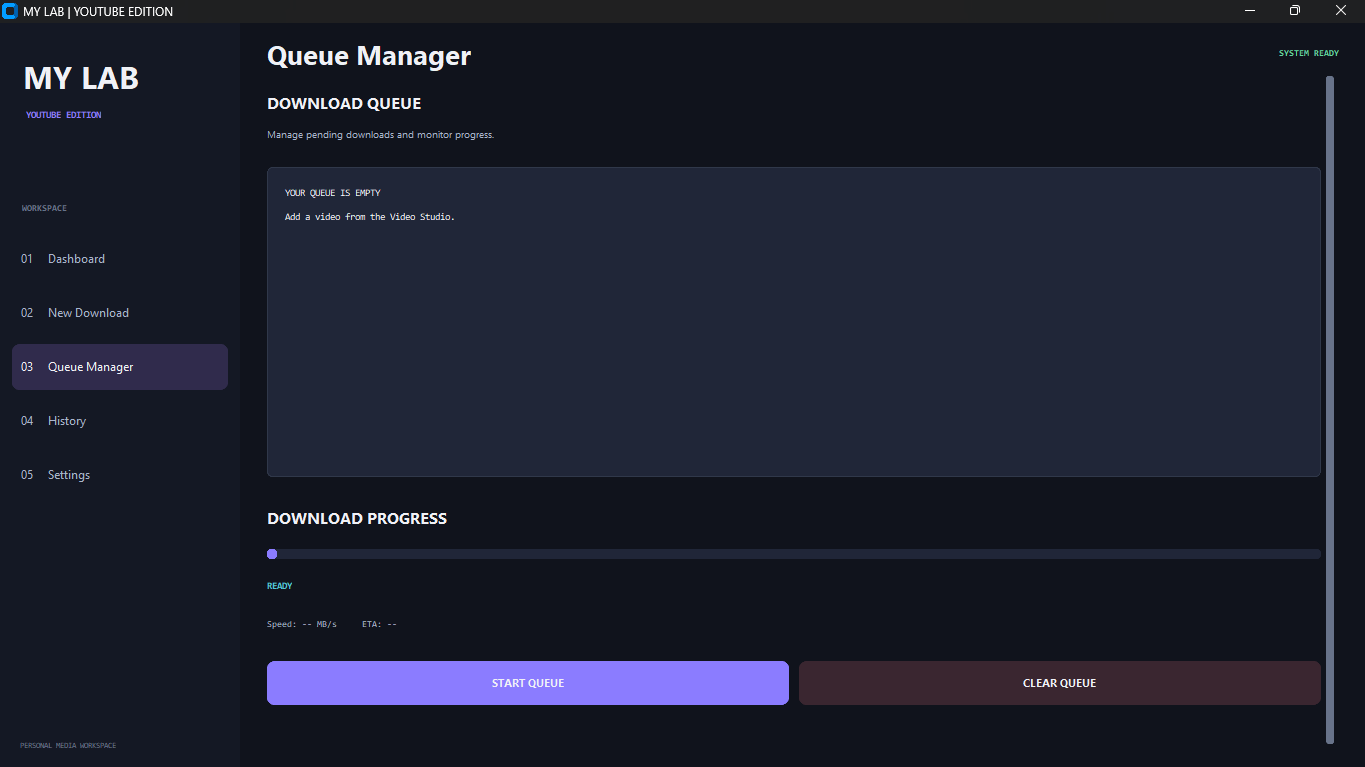 MY LAB | YOUTUBE EDITION
MY LAB
YOUTUBE EDITION
WORKSPACE
01 Dashboard
02 New Download
03 Queue Manager
04 History
05 Settings
PERSONAL MEDIA WORKSPACE
Queue Manager
SYSTEM READY
DOWNLOAD QUEUE
Manage pending downloads and monitor progress.
YOUR QUEUE IS EMPTY
Add a video from the Video Studio.
DOWNLOAD PROGRESS
READY
Speed: -- MB/s ETA: --
START QUEUE
CLEAR QUEUE